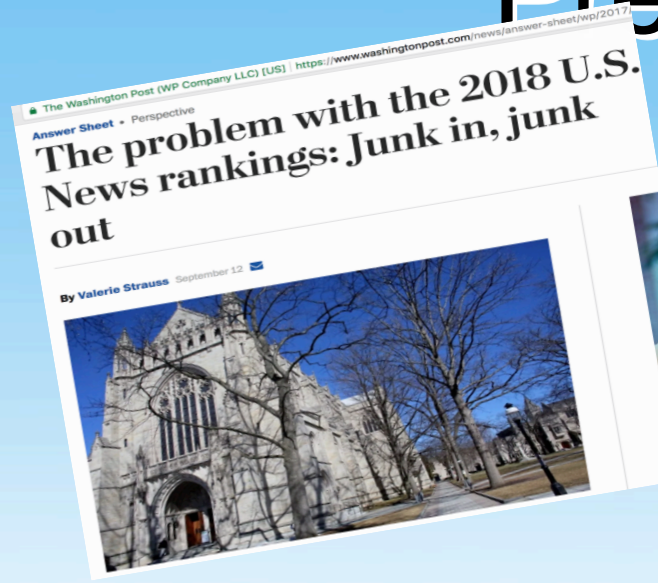 The Washington Post (WP Company LLC) [US] | https://www.washingtonpost.com/news/answer-sheet/wp/2017/
Answer Sheet • Perspective
The problem with the 2018 U.S.
News rankings: Junk in, junk
out
By Valerie Strauss September 12